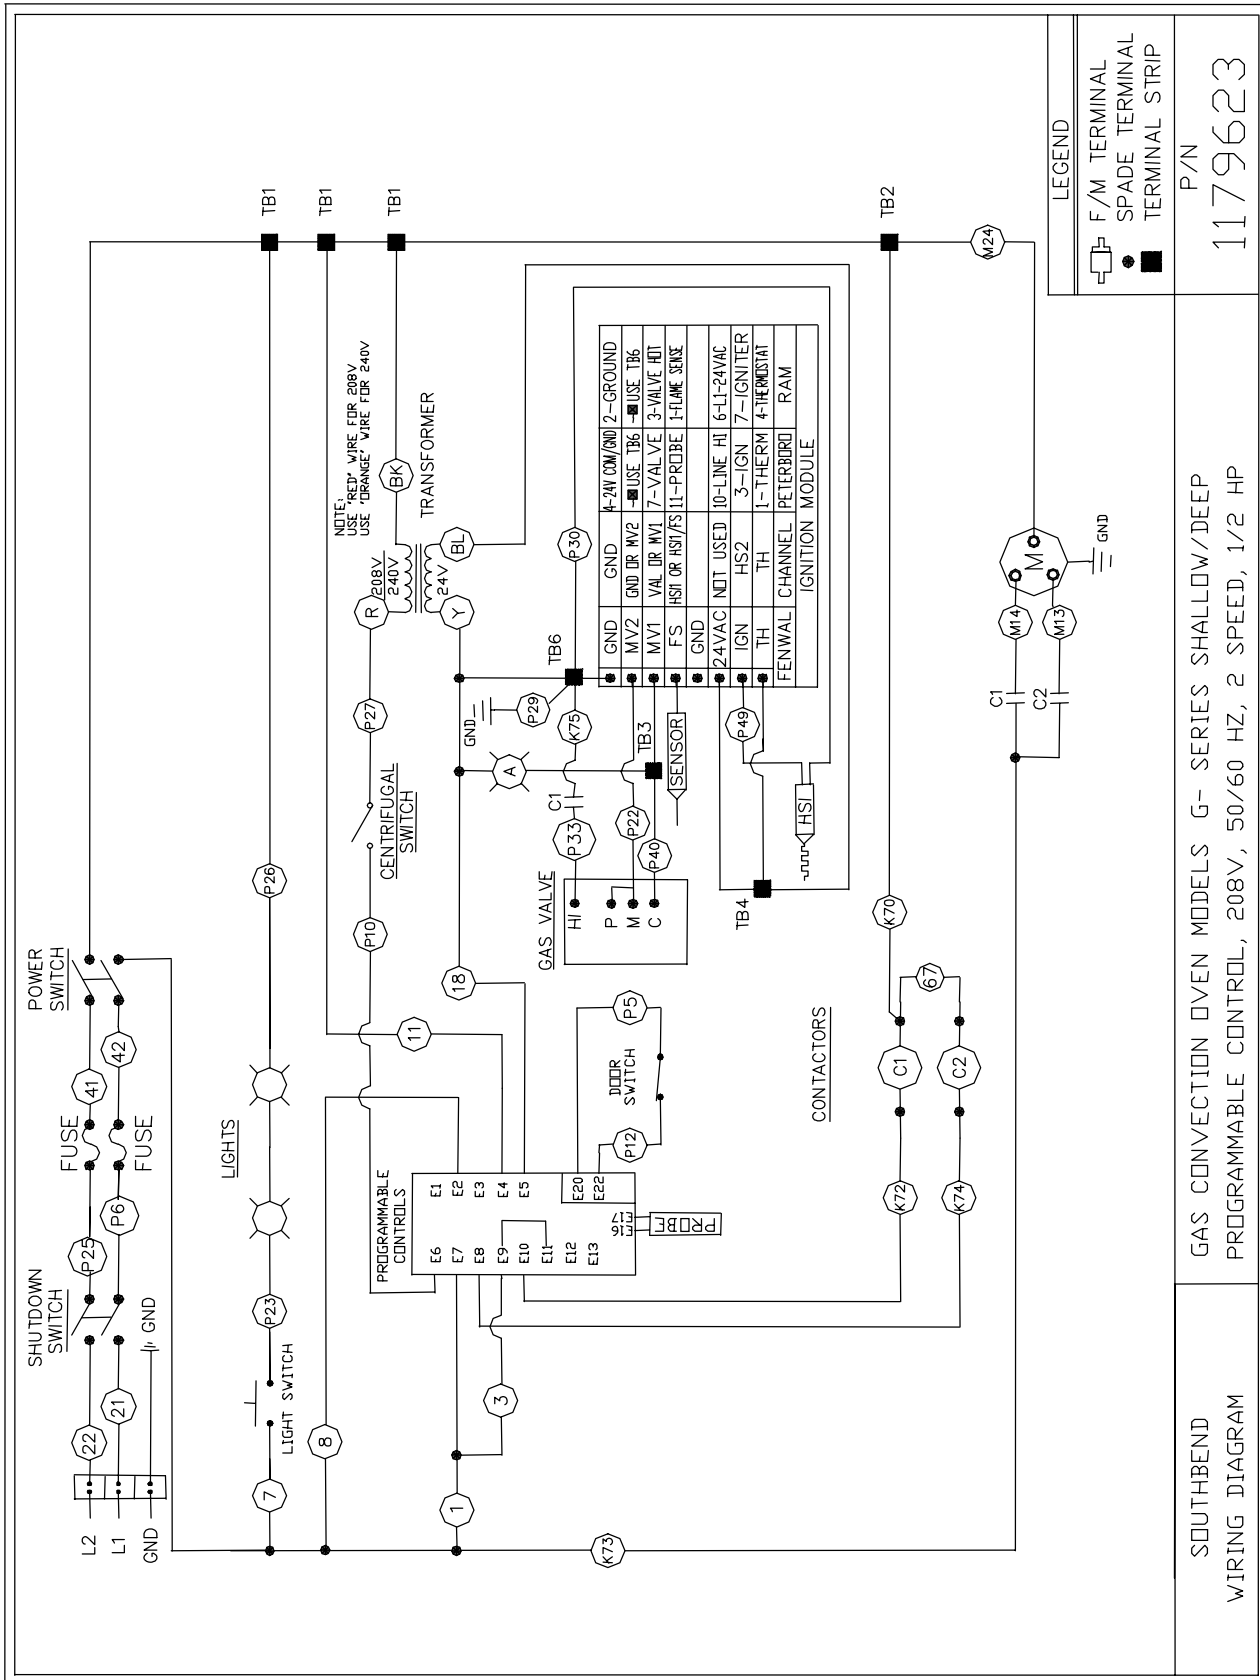 L2
L1
GND
22
21
SHUTDOWN
SWITCH
GND
P25
P6
FUSE
FUSE
41
42
POWER
SWITCH
7
LIGHT SWITCH
P23
LIGHTS
P26
TB1
TB1
TB1
8
PROGRAMMABLE
CONTROLS
11
P10
CENTRIFUGAL
SWITCH
P27
R
208V
240V
24V
Y
BK
BL
TRANSFORMER
NOTE:
USE 'RED' WIRE FOR 208V
USE 'ORANGE' WIRE FOR 240V
E6
E7
E8
E9
E10
E11
E12
E13
E1
E2
E3
E4
E5
E20
E22
E16
E17
PROBE
18
A
GND
P29
TB6
K75
C1
P33
P30
GAS VALVE
HI
P
M
C
P22
P40
TB3
SENSOR
P49
HSI
TB4
GND GND 4-24V COM/GND 2-GROUND
MV2 GND OR MV2 -USE TB6 -USE TB6
MV1 VAL OR MV1 7-VALVE 3-VALVE HOT
FS HSM OR HSM/FS 11-PROBE 1-FLAME SENSE
GND
24VAC NOT USED 10-LINE HI 6-L1-24VAC
IGN HS2 3-IGN 7-IGNITER
TH TH 1-THERM 4-THERMOSTAT
FENWAL CHANNEL PETERBORO RAM
IGNITION MODULE
P12
DOOR
SWITCH
P5
1
3
K73
CONTACTORS
K72
C1
K74
C2
67
K70
TB2
C1
C2
M14
M13
M
GND
M24
LEGEND
F/M TERMINAL
SPADE TERMINAL
TERMINAL STRIP
SOUTHBEND
WIRING DIAGRAM
GAS CONVECTION OVEN MODELS G- SERIES SHALLOW/DEEP
PROGRAMMABLE CONTROL, 208V, 50/60 HZ, 2 SPEED, 1/2 HP
P/N
1179623